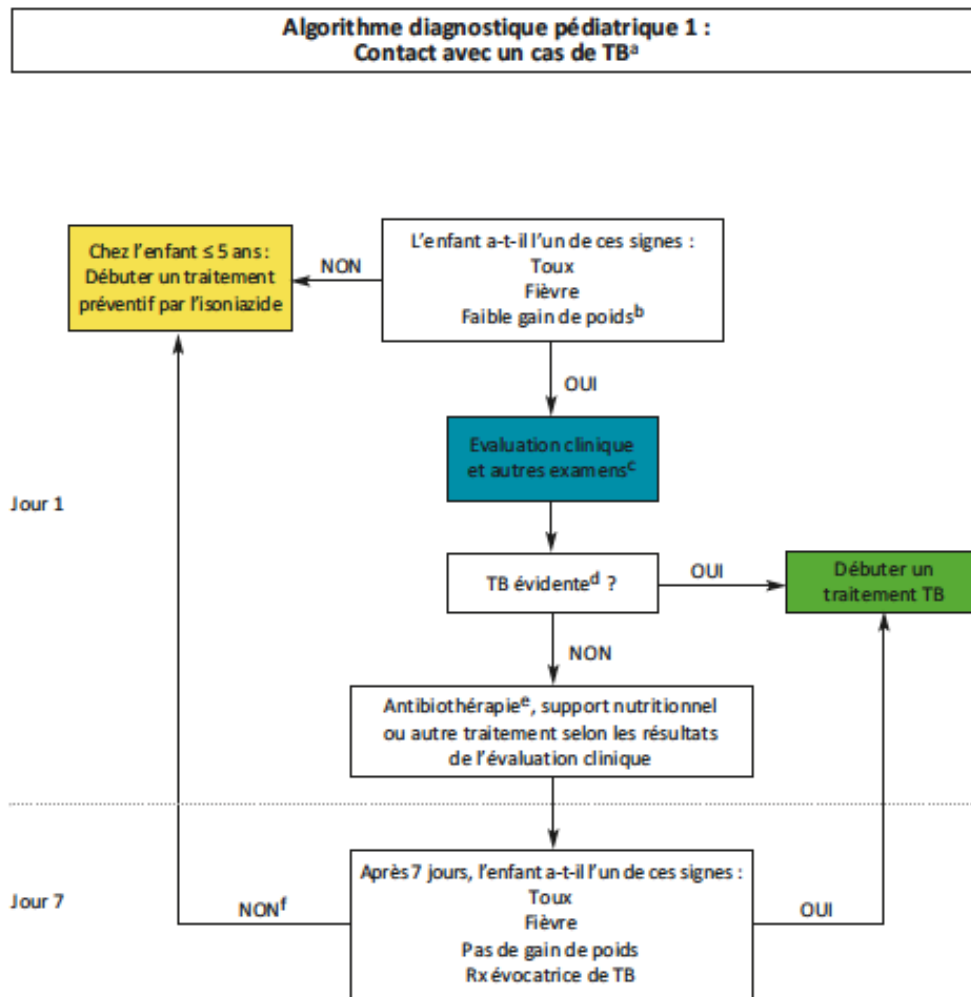 Algorithme diagnostique pédiatrique 1 :
Contact avec un cas de TBᵃ
L'enfant a-t-il l'un de ces signes :
Toux
Fièvre
Faible gain de poidsᵇ
NON
Chez l'enfant ≤ 5 ans :
Débuter un traitement
préventif par l'isoniazide
OUI
Evaluation clinique
et autres examensᶜ
Jour 1
TB évidenteᵈ ?
OUI
Débuter un
traitement TB
NON
Antibiothérapieᵉ, support nutritionnel
ou autre traitement selon les résultats
de l'évaluation clinique
Jour 7
Après 7 jours, l'enfant a-t-il l'un de ces signes :
Toux
Fièvre
Pas de gain de poids
Rx évocatrice de TB
NONᶠ
OUI